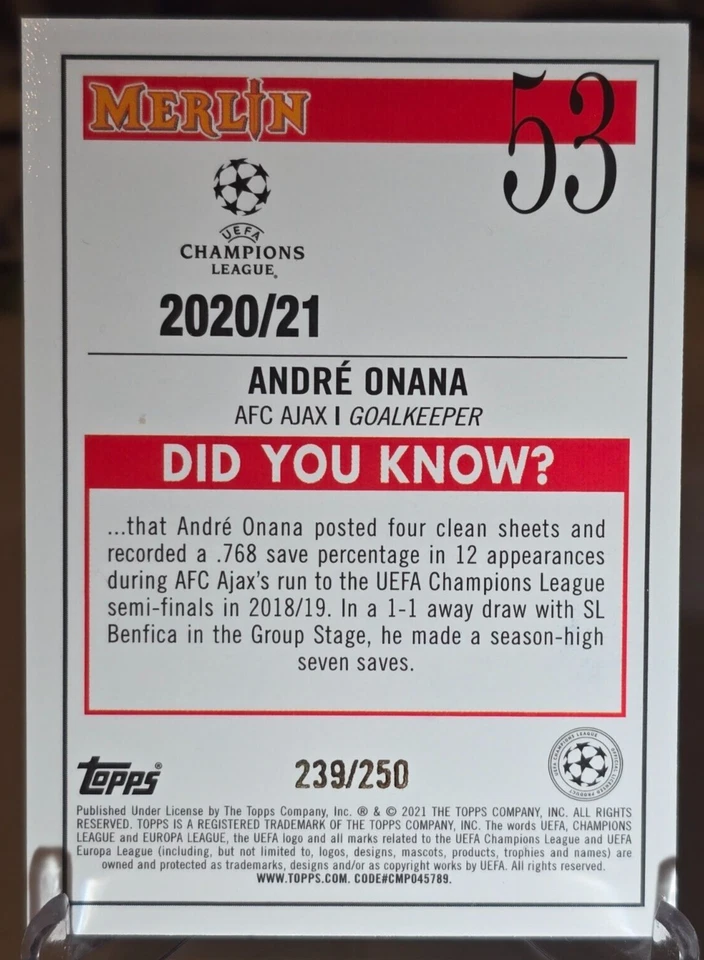 MERLIN
53
UEFA
CHAMPIONS
LEAGUE®
2020/21
ANDRÉ ONANA
AFC AJAX | GOALKEEPER
DID YOU KNOW?
...that André Onana posted four clean sheets and
recorded a .768 save percentage in 12 appearances
during AFC Ajax's run to the UEFA Champions League
semi-finals in 2018/19. In a 1-1 away draw with SL
Benfica in the Group Stage, he made a season-high
seven saves.
topps®
239/250
UEFA CHAMPIONS LEAGUE
OFFICIAL LICENSED PRODUCT
Published Under License by The Topps Company, Inc. ® & © 2021 THE TOPPS COMPANY, INC. ALL RIGHTS
RESERVED. TOPPS IS A REGISTERED TRADEMARK OF THE TOPPS COMPANY, INC. The words UEFA, CHAMPIONS
LEAGUE and EUROPA LEAGUE, the UEFA logo and all marks related to the UEFA Champions League and UEFA
Europa League (including, but not limited to, logos, designs, mascots, products, trophies and names) are
owned and protected as trademarks, designs and/or as copyright works by UEFA. All rights reserved.
WWW.TOPPS.COM. CODE#CMP045789.